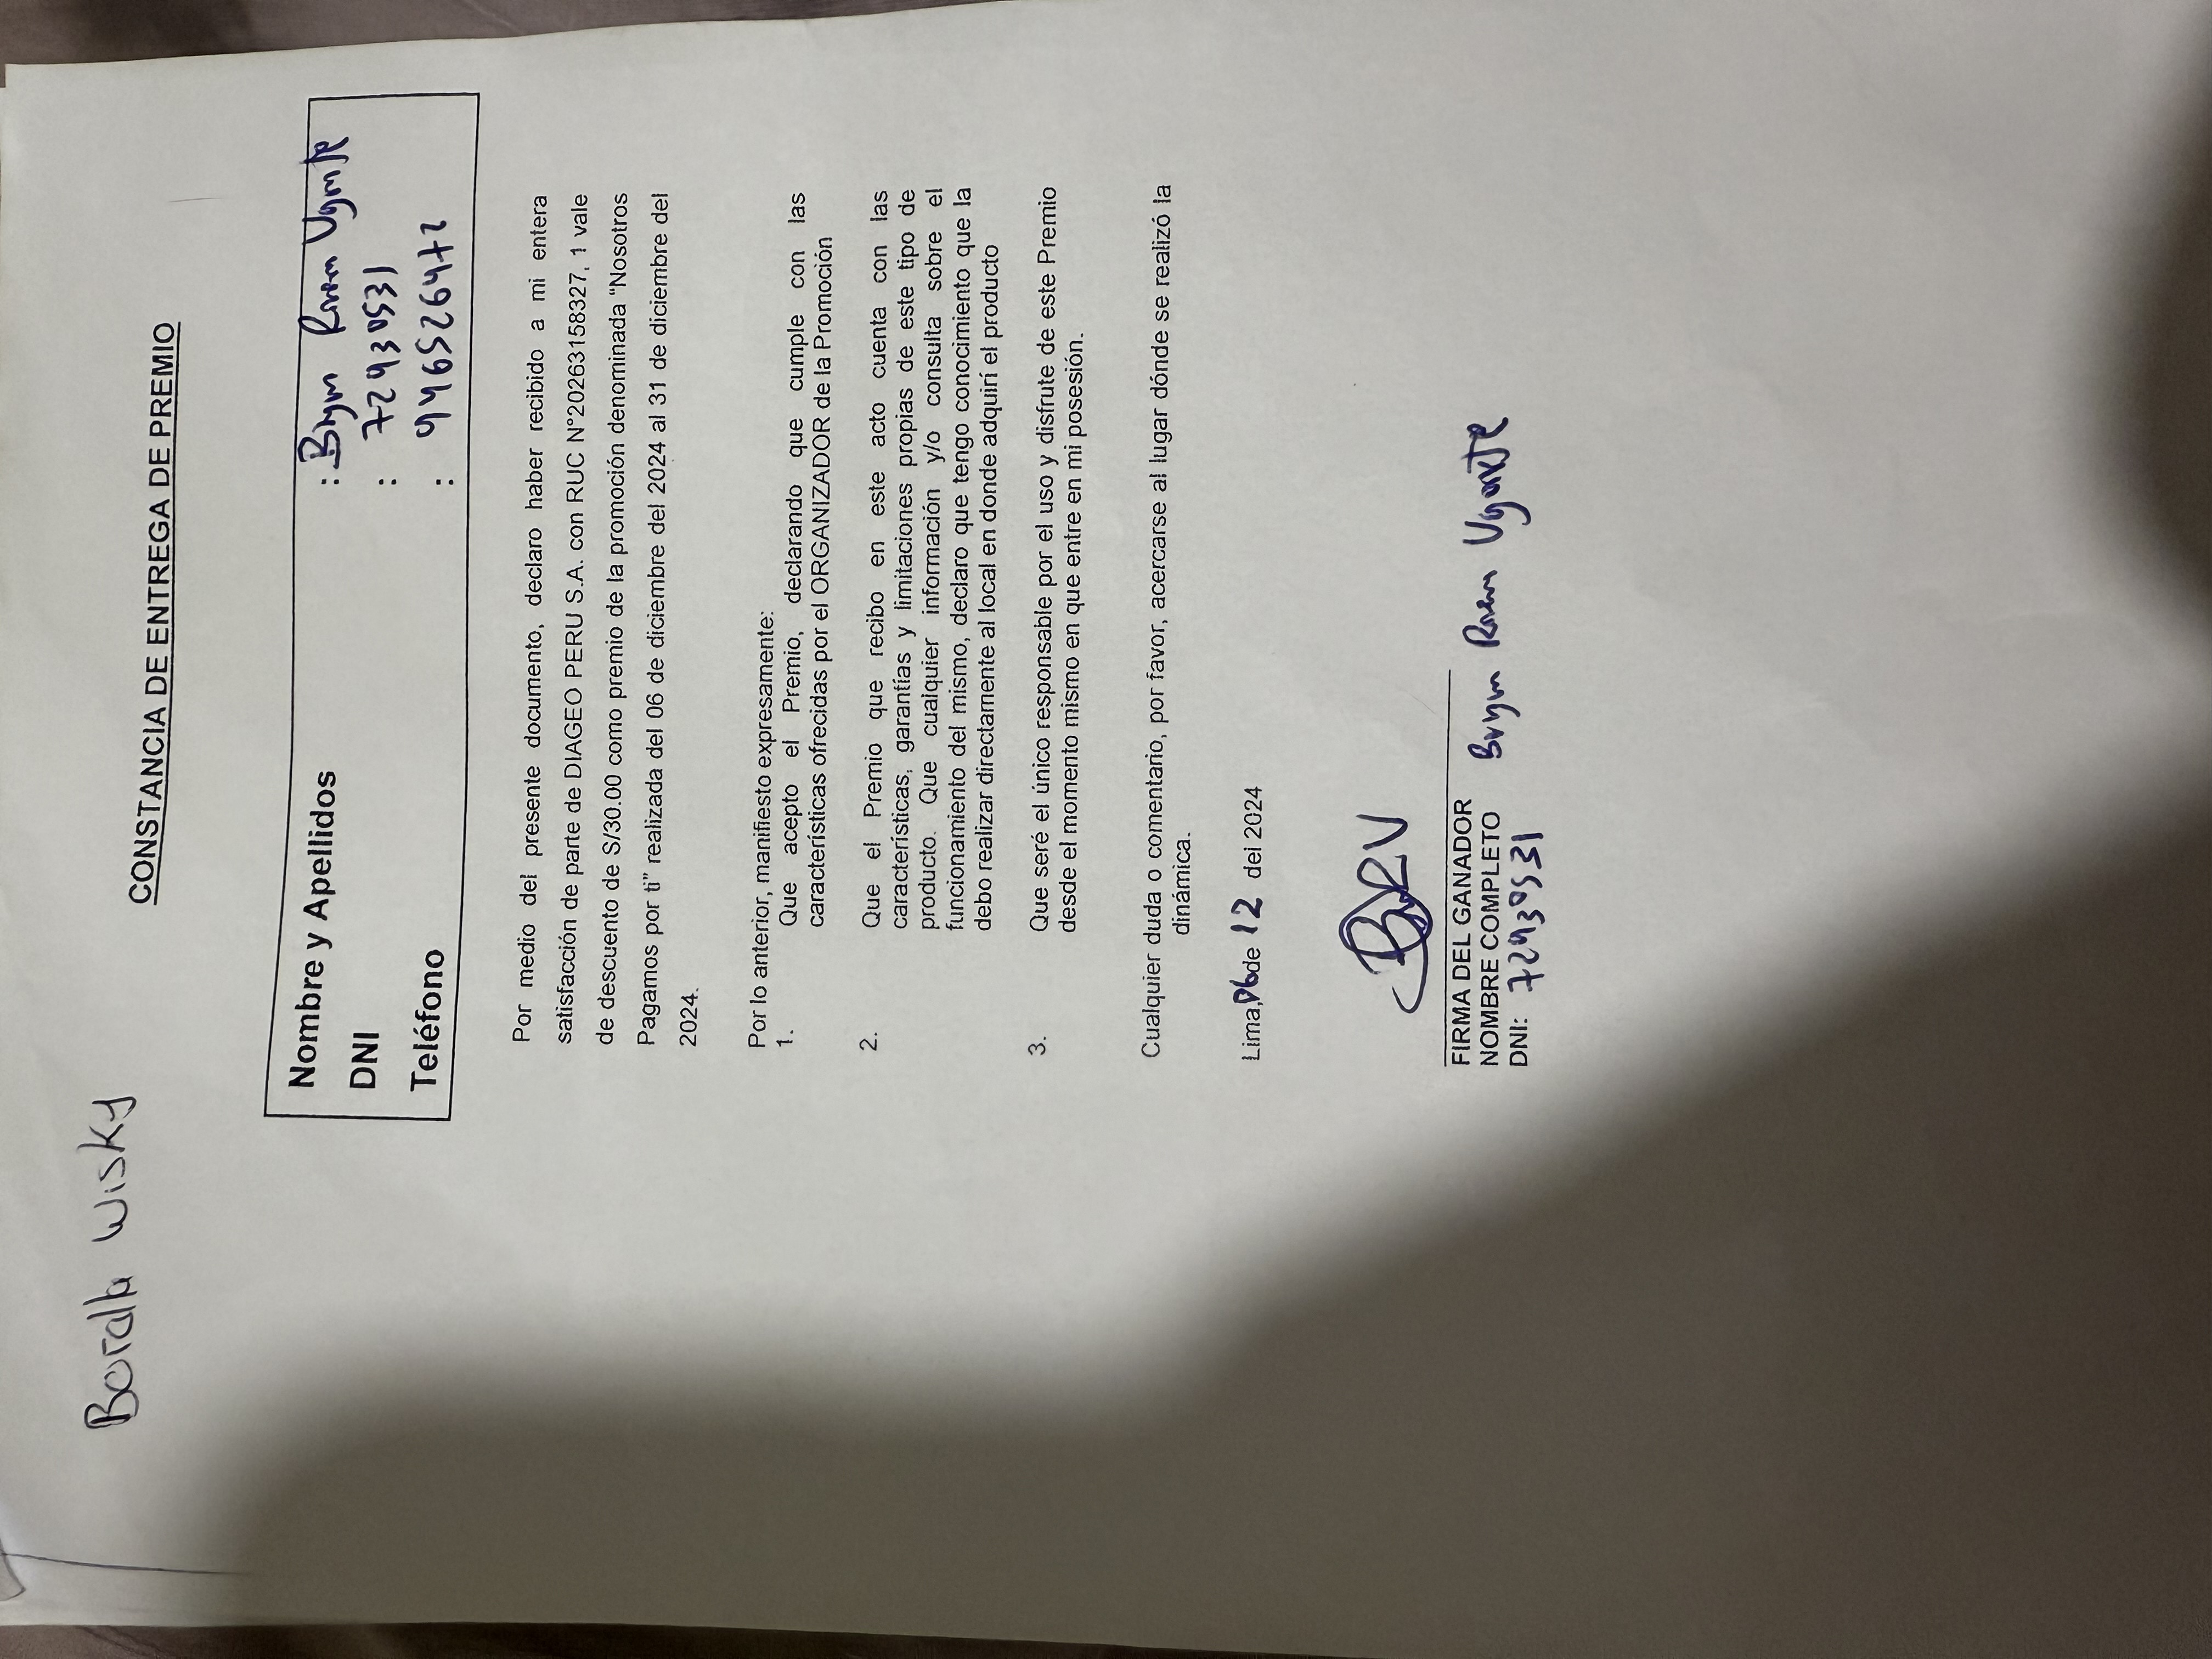 Wisky
CONSTANCIA DE ENTREGA DE PREMIO
Nombre y Apellidos : Ugarte
DNI : 72930531
Teléfono : 946526472
Por medio del presente documento, declaro haber recibido a mi entera
satisfacción de parte de DIAGEO PERU S.A. con RUC N°20263158327, 1 vale
de descuento de S/30.00 como premio de la promoción denominada “Nosotros
Pagamos por ti” realizada del 06 de diciembre del 2024 al 31 de diciembre del
2024.
Por lo anterior, manifiesto expresamente:
1. Que acepto el Premio, declarando que cumple con las
características ofrecidas por el ORGANIZADOR de la Promoción
2. Que el Premio que recibo en este acto cuenta con las
características, garantías y limitaciones propias de este tipo de
producto. Que cualquier información y/o consulta sobre el
funcionamiento del mismo, declaro que tengo conocimiento que la
debo realizar directamente al local en donde adquirí el producto
3. Que seré el único responsable por el uso y disfrute de este Premio
desde el momento mismo en que entre en mi posesión.
Cualquier duda o comentario, por favor, acercarse al lugar dónde se realizó la
dinámica.
Lima, 06 de 12 del 2024
FIRMA DEL GANADOR
NOMBRE COMPLETO Ugarte
DNI: 72930531